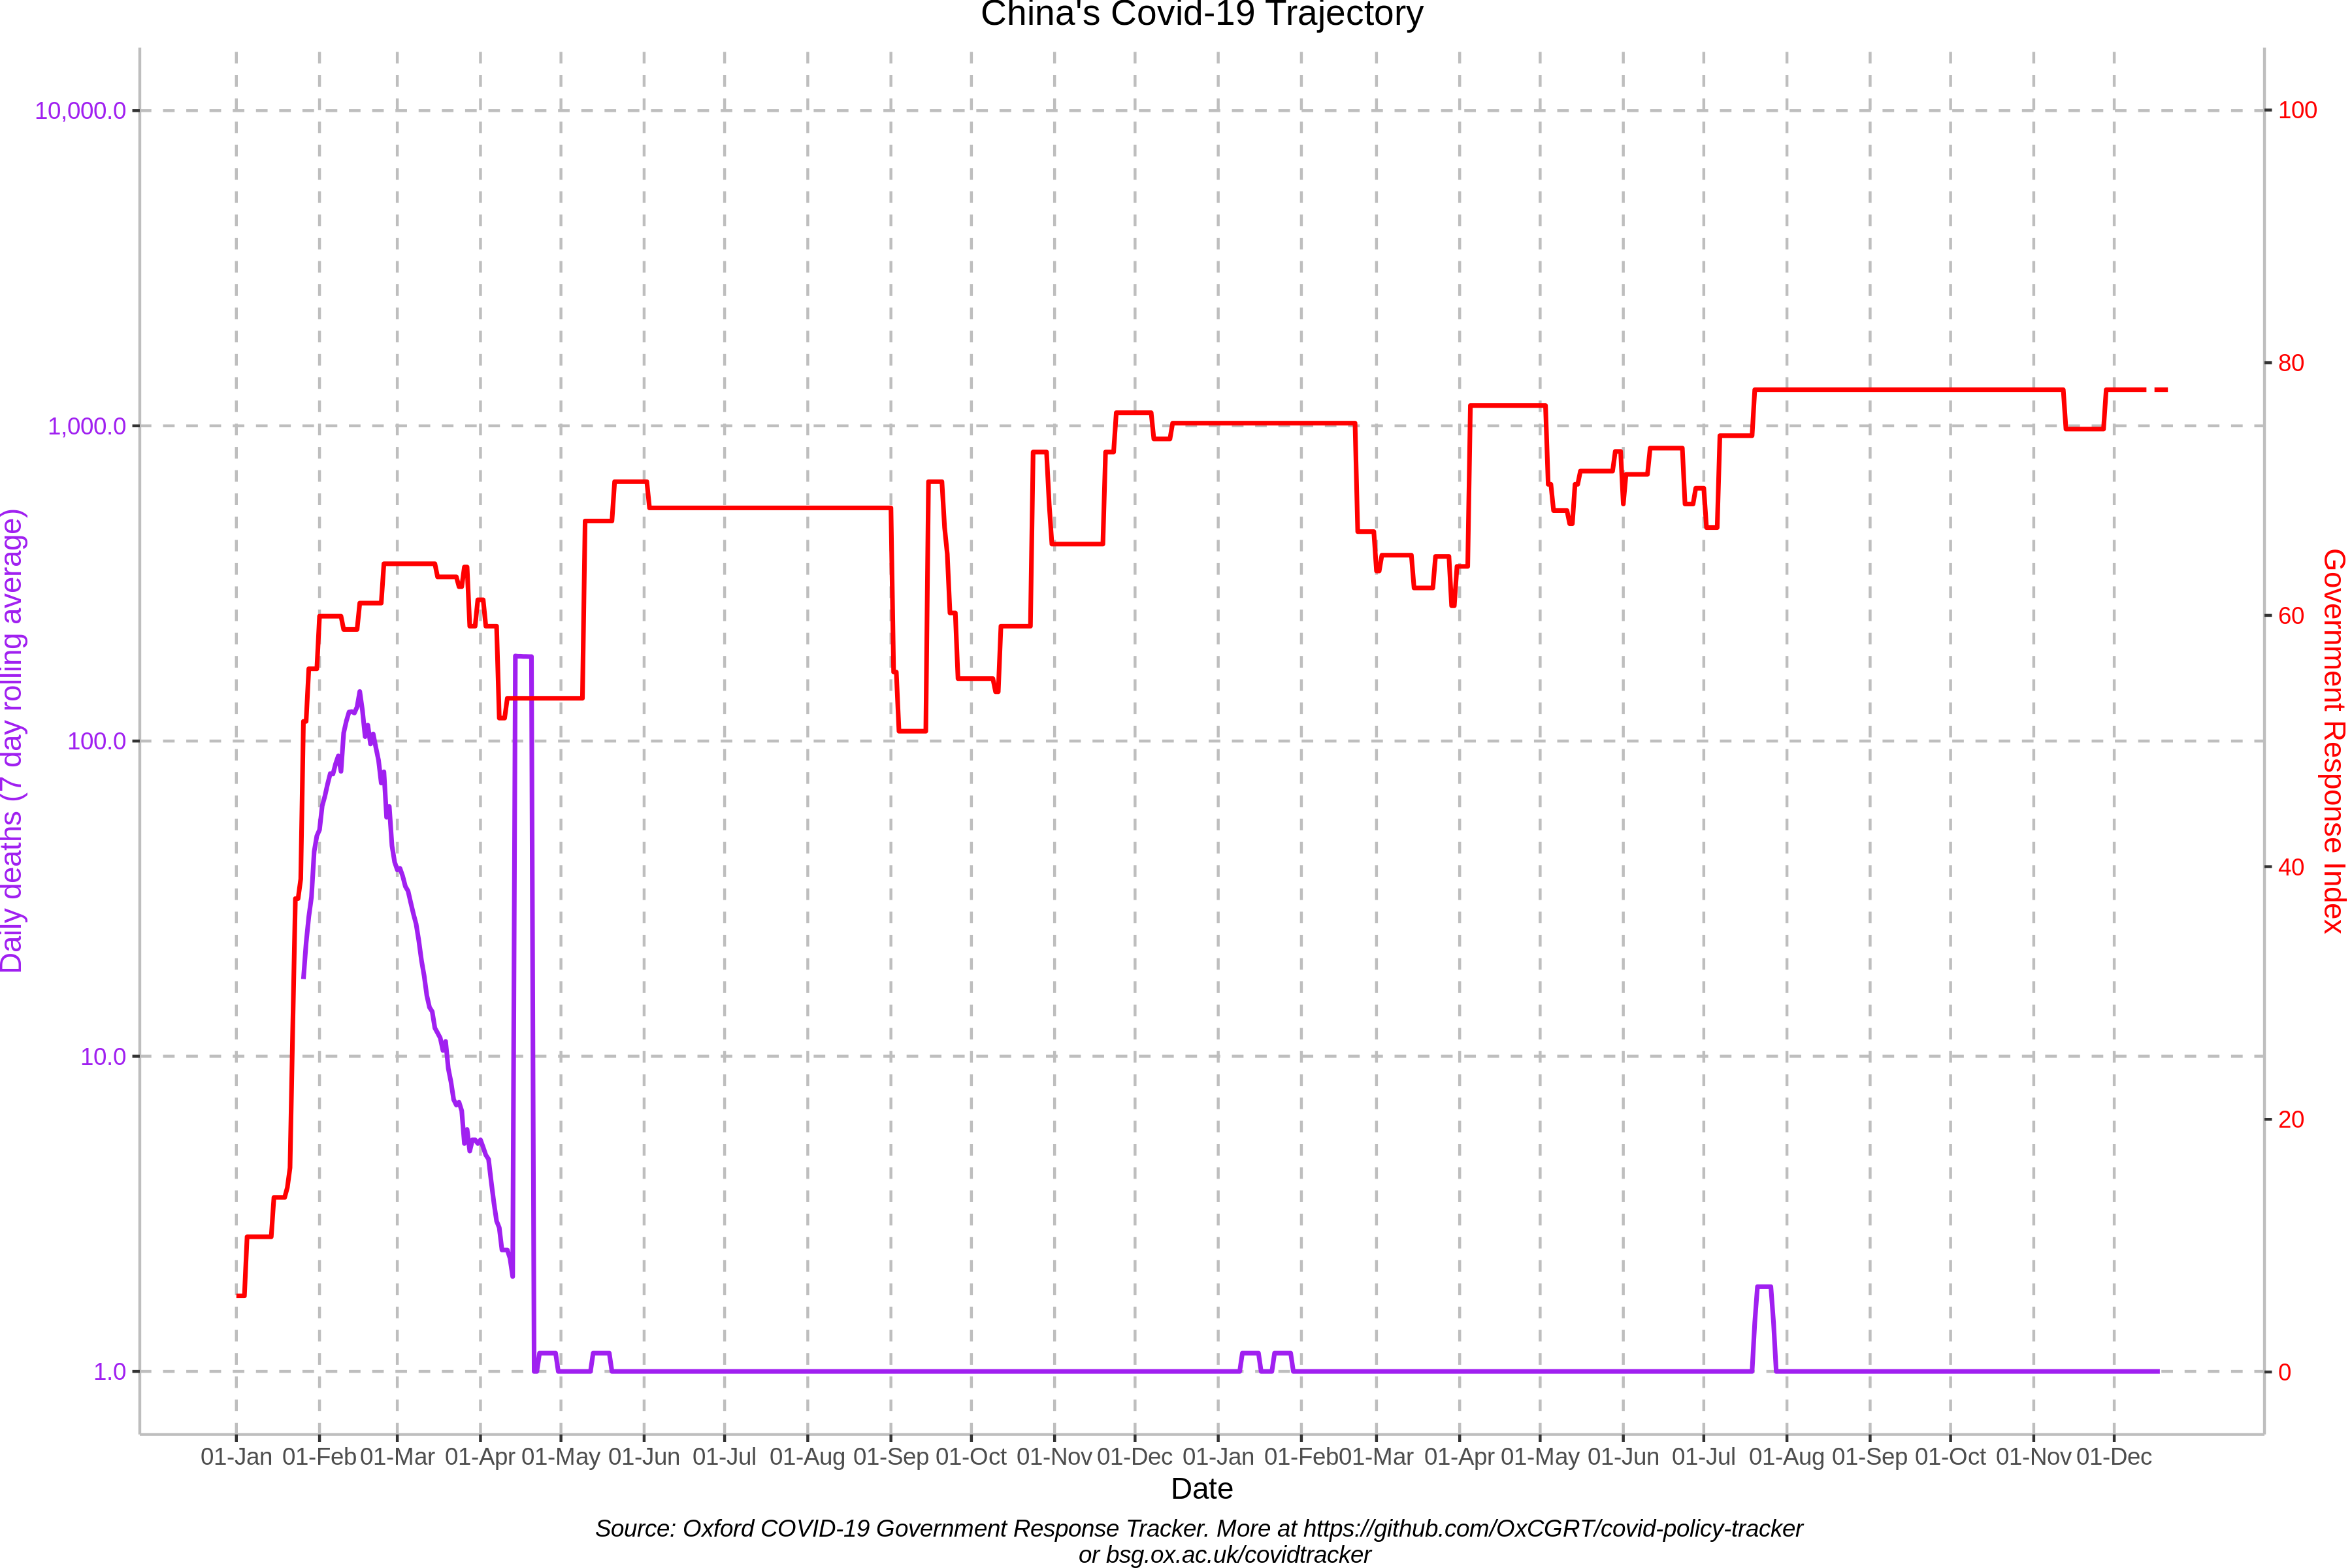 China's Covid-19 Trajectory
10,000.0
1,000.0
100.0
10.0
1.0
Daily deaths (7 day rolling average)
100
80
60
40
20
0
Government Response Index
01-Jan 01-Feb 01-Mar 01-Apr 01-May 01-Jun 01-Jul 01-Aug 01-Sep 01-Oct 01-Nov 01-Dec 01-Jan 01-Feb 01-Mar 01-Apr 01-May 01-Jun 01-Jul 01-Aug 01-Sep 01-Oct 01-Nov 01-Dec
Date
Source: Oxford COVID-19 Government Response Tracker. More at https://github.com/OxCGRT/covid-policy-tracker
or bsg.ox.ac.uk/covidtracker